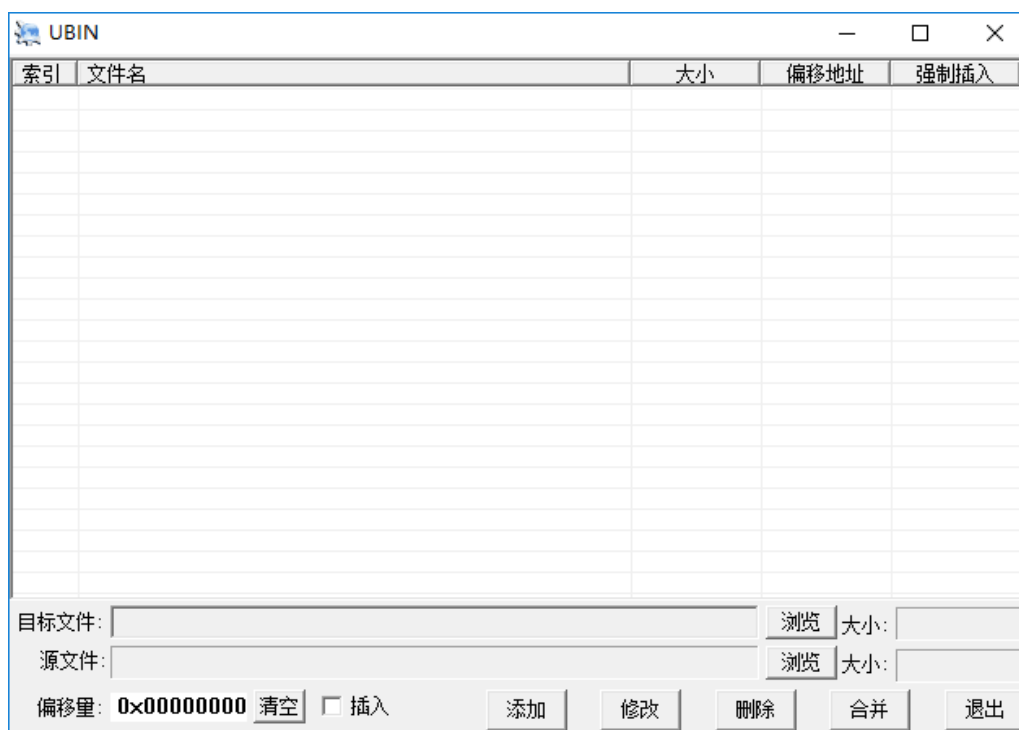 UBIN
索引 文件名 大小 偏移地址 强制插入
目标文件: 浏览 大小:
源文件: 浏览 大小:
偏移量: 0x00000000 清空 插入 添加 修改 删除 合并 退出